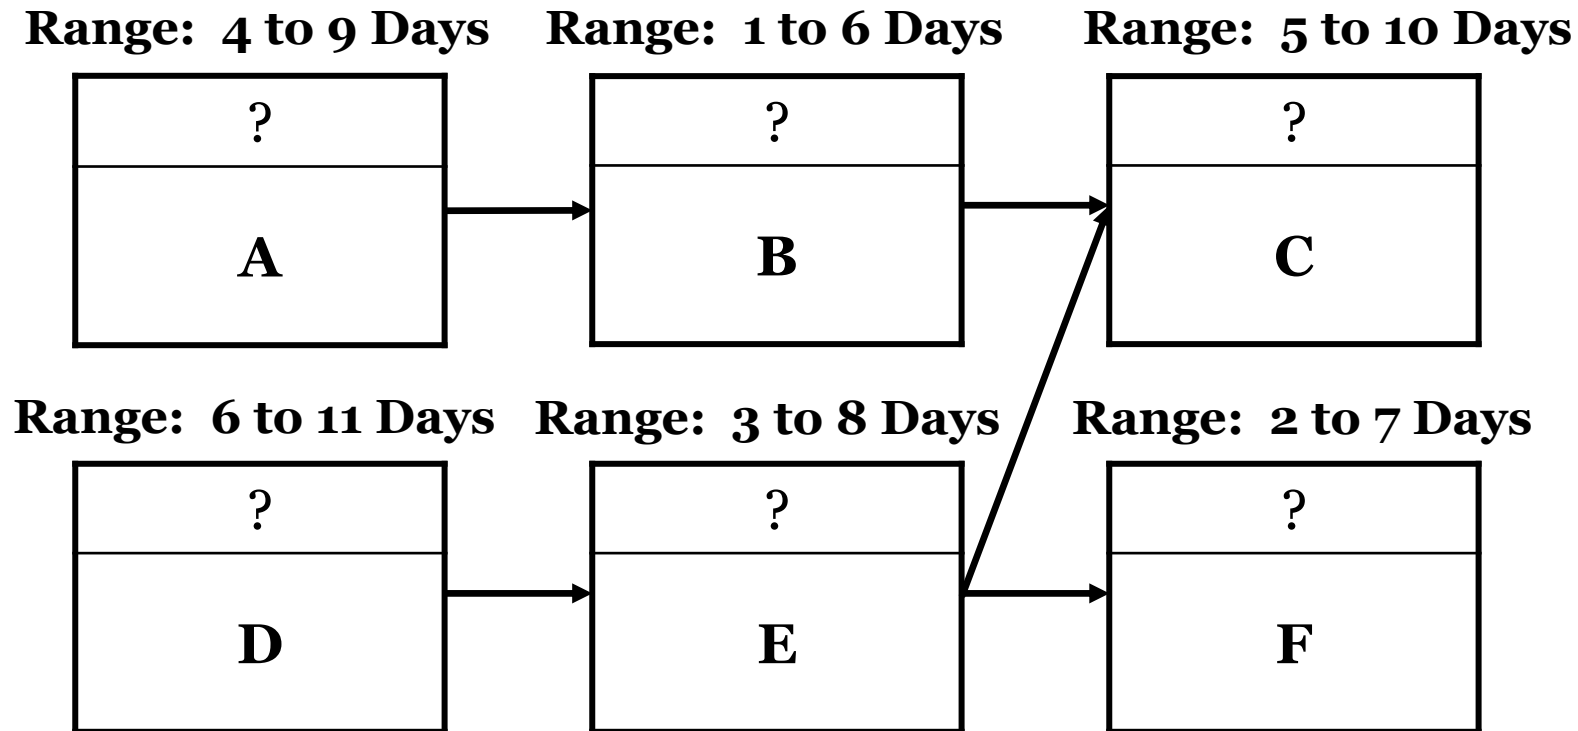 Range: 4 to 9 Days
Range: 1 to 6 Days
Range: 5 to 10 Days
?
?
?
A
B
C
Range: 6 to 11 Days
Range: 3 to 8 Days
Range: 2 to 7 Days
?
?
?
D
E
F